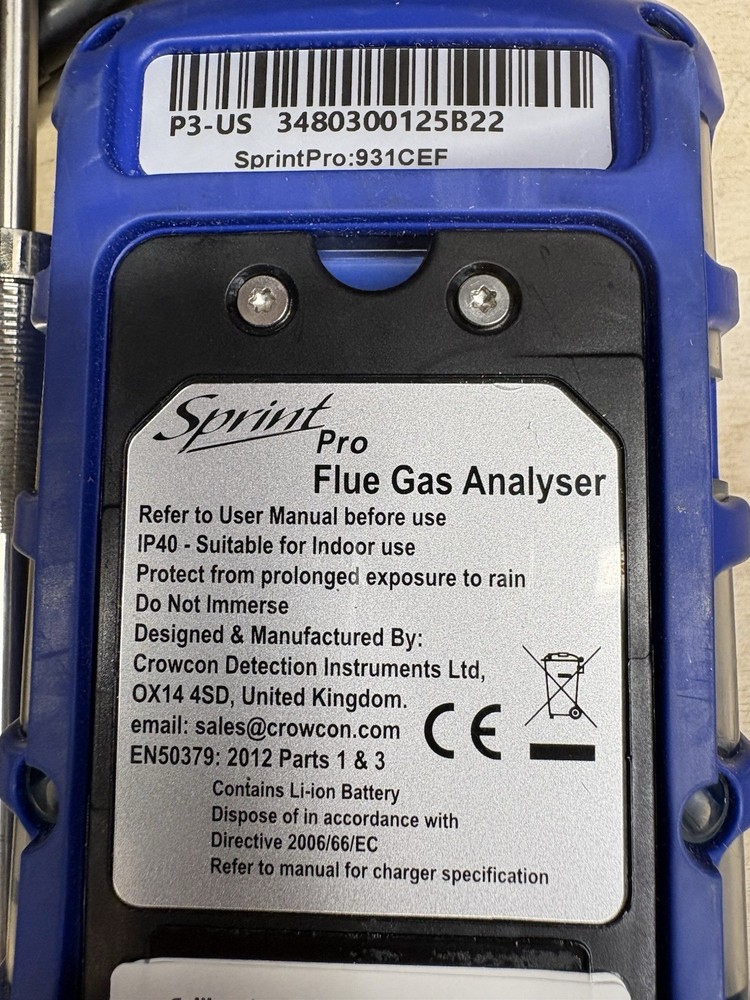 P3-US 3480300125B22
SprintPro:931CEF
Sprint
Pro
Flue Gas Analyser
Refer to User Manual before use
IP40 - Suitable for Indoor use
Protect from prolonged exposure to rain
Do Not Immerse
Designed & Manufactured By:
Crowcon Detection Instruments Ltd,
OX14 4SD, United Kingdom.
email: sales@crowcon.com
CE
EN50379: 2012 Parts 1 & 3
Contains Li-ion Battery
Dispose of in accordance with
Directive 2006/66/EC
Refer to manual for charger specification